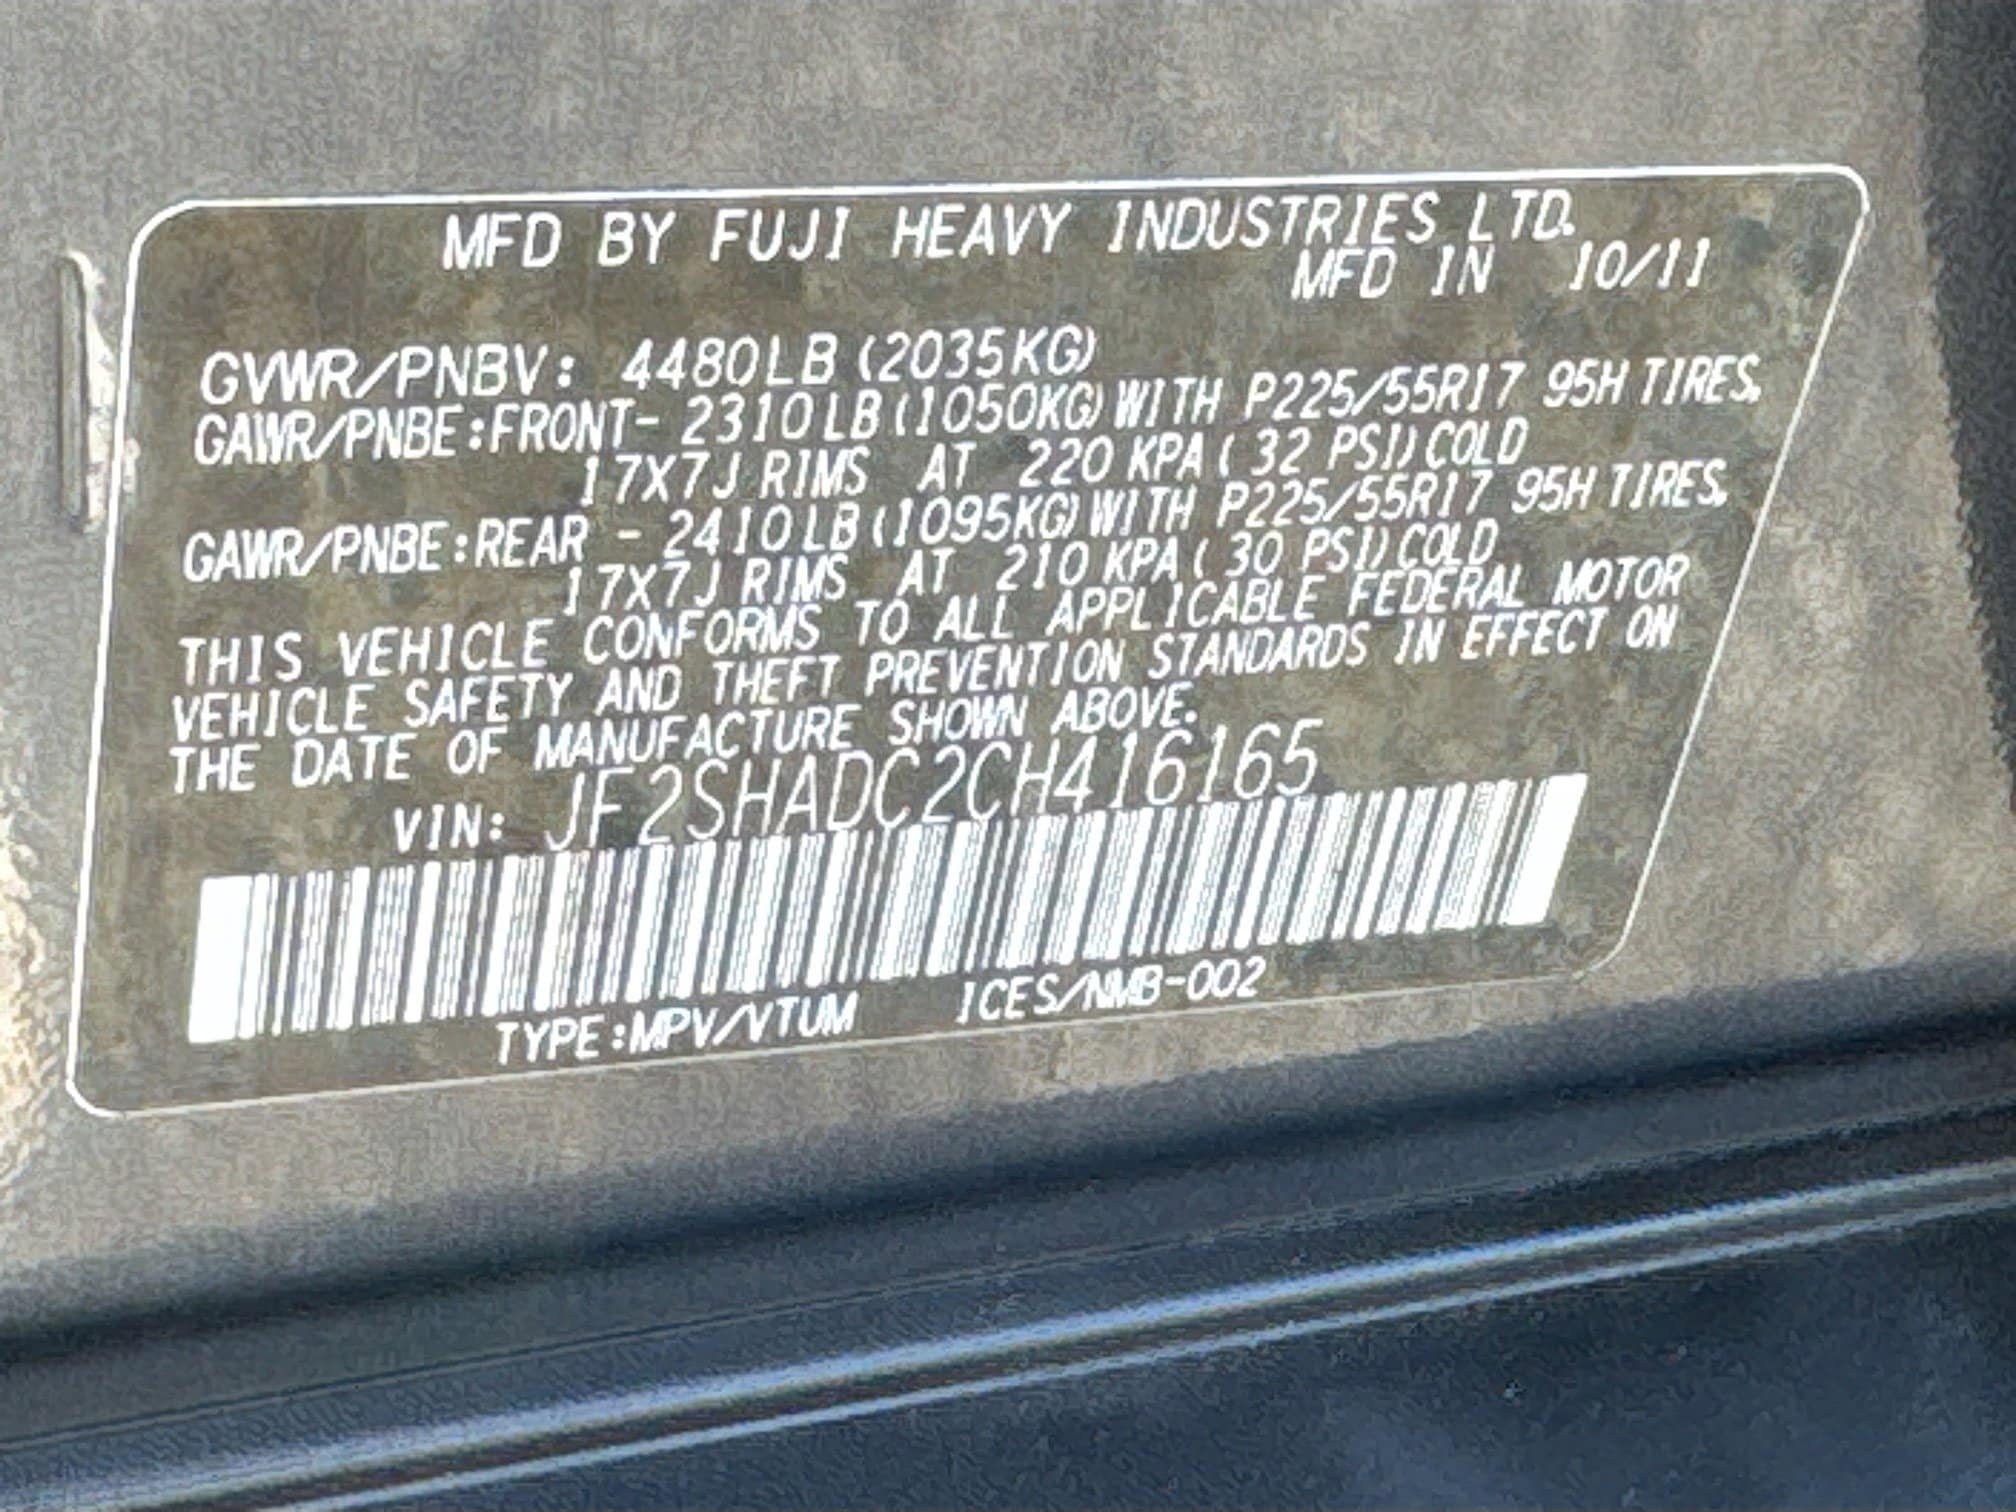 MFD BY FUJI HEAVY INDUSTRIES LTD.
MFD IN 10/11
GVWR/PNBV: 4480LB (2035KG)
GAWR/PNBE:FRONT- 2310LB (1050KG) WITH P225/55R17 95H TIRES,
17X7J RIMS AT 220 KPA ( 32 PSI) COLD
GAWR/PNBE:REAR - 2410LB (1095KG) WITH P225/55R17 95H TIRES,
17X7J RIMS AT 210 KPA ( 30 PSI) COLD
THIS VEHICLE CONFORMS TO ALL APPLICABLE FEDERAL MOTOR
VEHICLE SAFETY AND THEFT PREVENTION STANDARDS IN EFFECT ON
THE DATE OF MANUFACTURE SHOWN ABOVE.
VIN: JF2SHADC2CH416165
TYPE:MPV/VTUM ICES/NMB-002